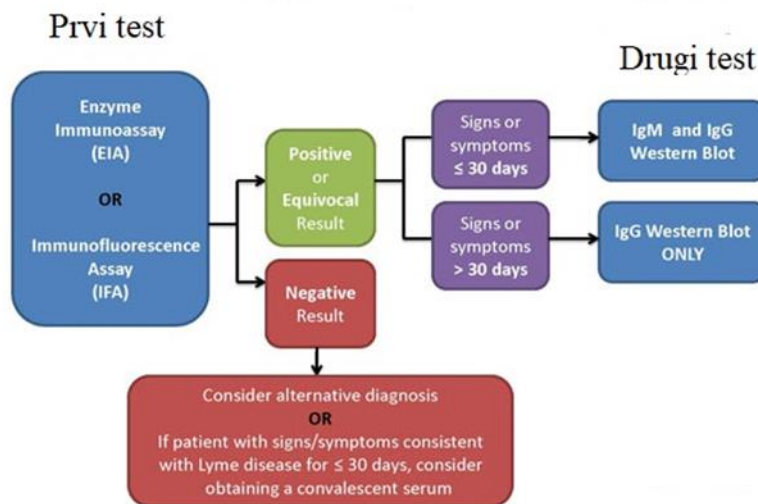 Prvi test
Drugi test
Enzyme
Immunoassay
(EIA)
OR
Immunofluorescence
Assay
(IFA)
Positive
or
Equivocal
Result
Negative
Result
Signs or
symptoms
≤ 30 days
Signs or
symptoms
> 30 days
IgM and IgG
Western Blot
IgG Western Blot
ONLY
Consider alternative diagnosis
OR
If patient with signs/symptoms consistent
with Lyme disease for ≤ 30 days, consider
obtaining a convalescent serum